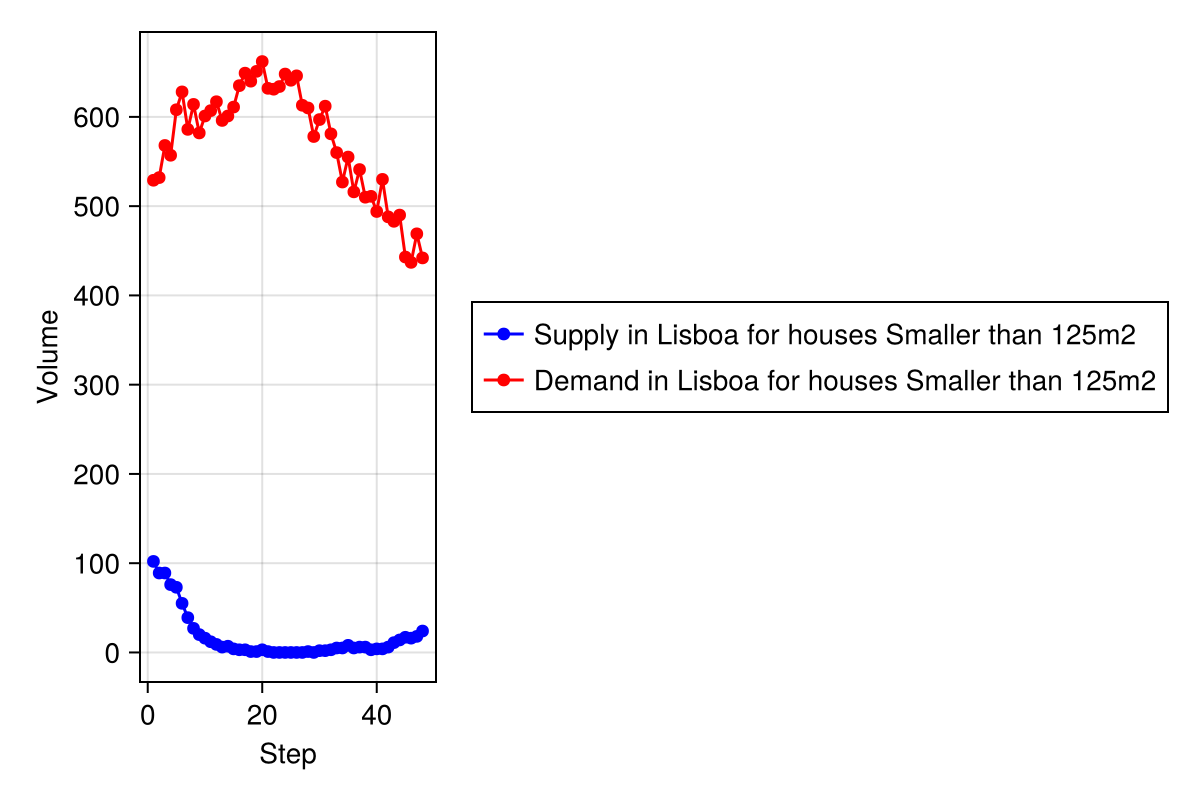 600
500
400
300
200
100
0
Volume
0 20 40
Step
Supply in Lisboa for houses Smaller than 125m2
Demand in Lisboa for houses Smaller than 125m2